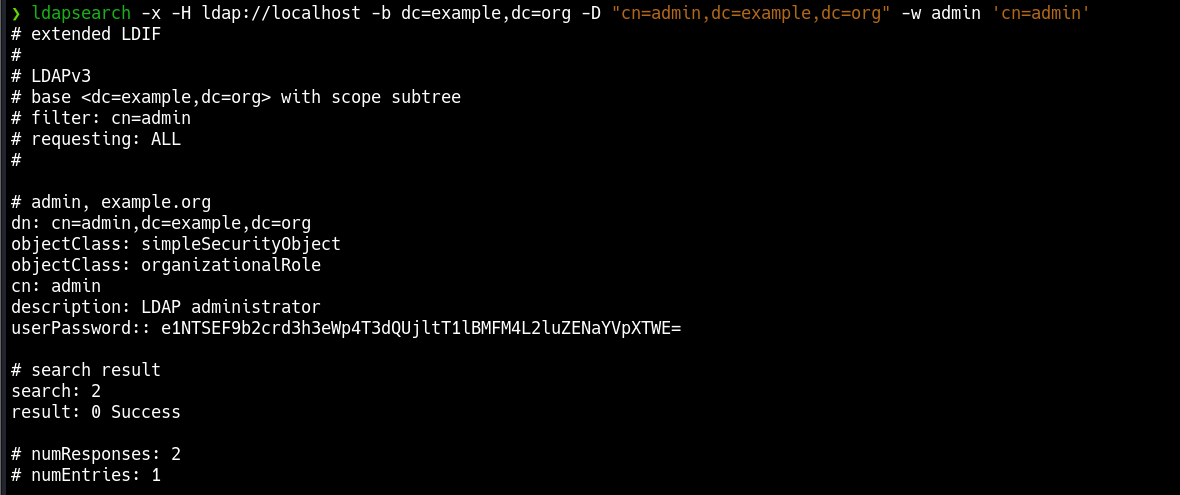 ❯ ldapsearch -x -H ldap://localhost -b dc=example,dc=org -D "cn=admin,dc=example,dc=org" -w admin 'cn=admin'
# extended LDIF
#
# LDAPv3
# base <dc=example,dc=org> with scope subtree
# filter: cn=admin
# requesting: ALL
#

# admin, example.org
dn: cn=admin,dc=example,dc=org
objectClass: simpleSecurityObject
objectClass: organizationalRole
cn: admin
description: LDAP administrator
userPassword:: e1NTSEF9b2crd3h3eWp4T3dQUjltT1lBMFM4L2luZENaYVpXTWE=

# search result
search: 2
result: 0 Success

# numResponses: 2
# numEntries: 1